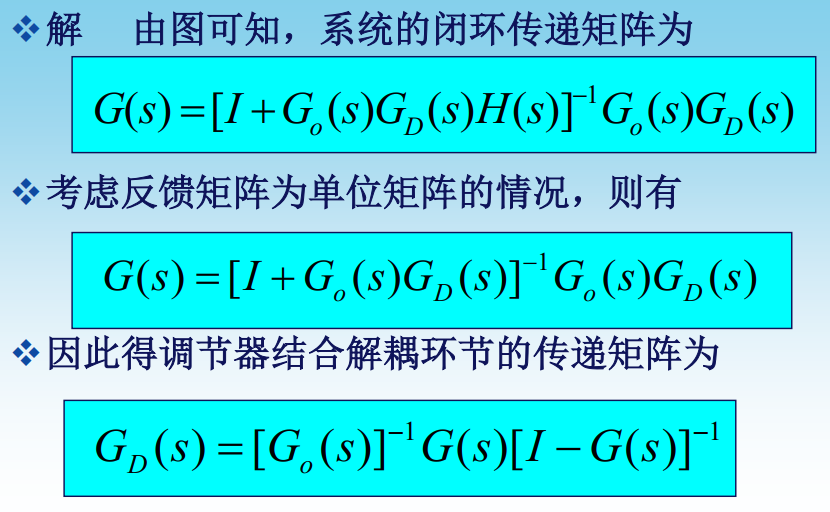 ❖解 由图可知，系统的闭环传递矩阵为
G(s) = [I + G_o(s)G_D(s)H(s)]^{-1}G_o(s)G_D(s)
❖考虑反馈矩阵为单位矩阵的情况，则有
G(s) = [I + G_o(s)G_D(s)]^{-1}G_o(s)G_D(s)
❖因此得调节器结合解耦环节的传递矩阵为
G_D(s) = [G_o(s)]^{-1}G(s)[I − G(s)]^{-1}